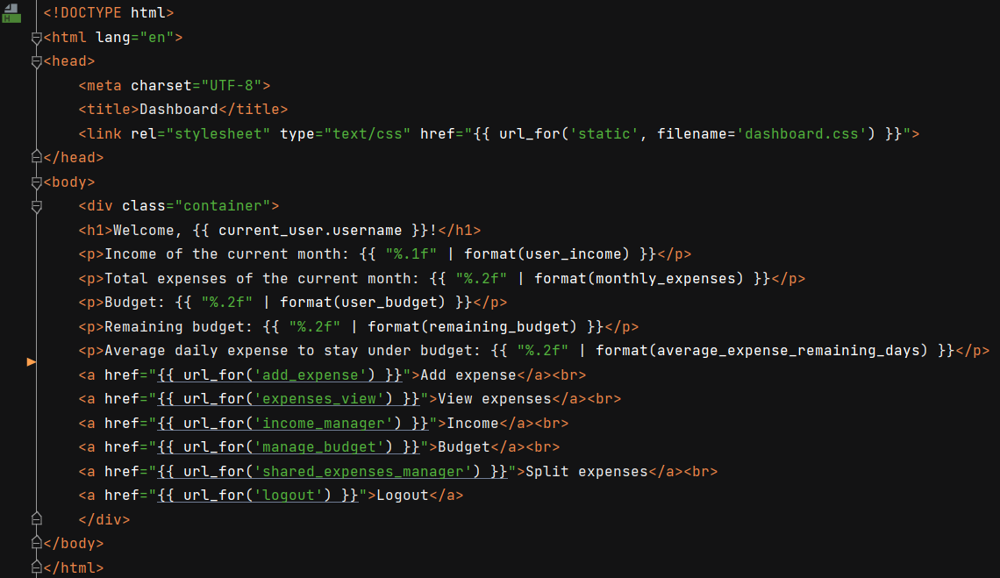 <!DOCTYPE html>
<html lang="en">
<head>
    <meta charset="UTF-8">
    <title>Dashboard</title>
    <link rel="stylesheet" type="text/css" href="{{ url_for('static', filename='dashboard.css') }}">
</head>
<body>
    <div class="container">
    <h1>Welcome, {{ current_user.username }}!</h1>
    <p>Income of the current month: {{ "%.1f" | format(user_income) }}</p>
    <p>Total expenses of the current month: {{ "%.2f" | format(monthly_expenses) }}</p>
    <p>Budget: {{ "%.2f" | format(user_budget) }}</p>
    <p>Remaining budget: {{ "%.2f" | format(remaining_budget) }}</p>
    <p>Average daily expense to stay under budget: {{ "%.2f" | format(average_expense_remaining_days) }}</p>
    <a href="{{ url_for('add_expense') }}">Add expense</a><br>
    <a href="{{ url_for('expenses_view') }}">View expenses</a><br>
    <a href="{{ url_for('income_manager') }}">Income</a><br>
    <a href="{{ url_for('manage_budget') }}">Budget</a><br>
    <a href="{{ url_for('shared_expenses_manager') }}">Split expenses</a><br>
    <a href="{{ url_for('logout') }}">Logout</a>
    </div>
</body>
</html>